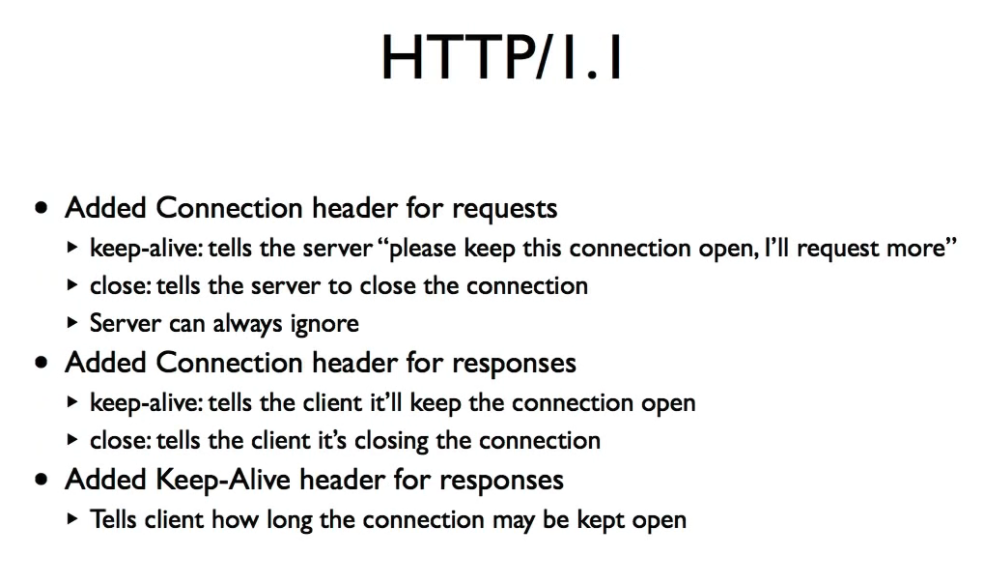 HTTP/1.1
• Added Connection header for requests
‣ keep-alive: tells the server “please keep this connection open, I’ll request more”
‣ close: tells the server to close the connection
‣ Server can always ignore
• Added Connection header for responses
‣ keep-alive: tells the client it’ll keep the connection open
‣ close: tells the client it’s closing the connection
• Added Keep-Alive header for responses
‣ Tells client how long the connection may be kept open